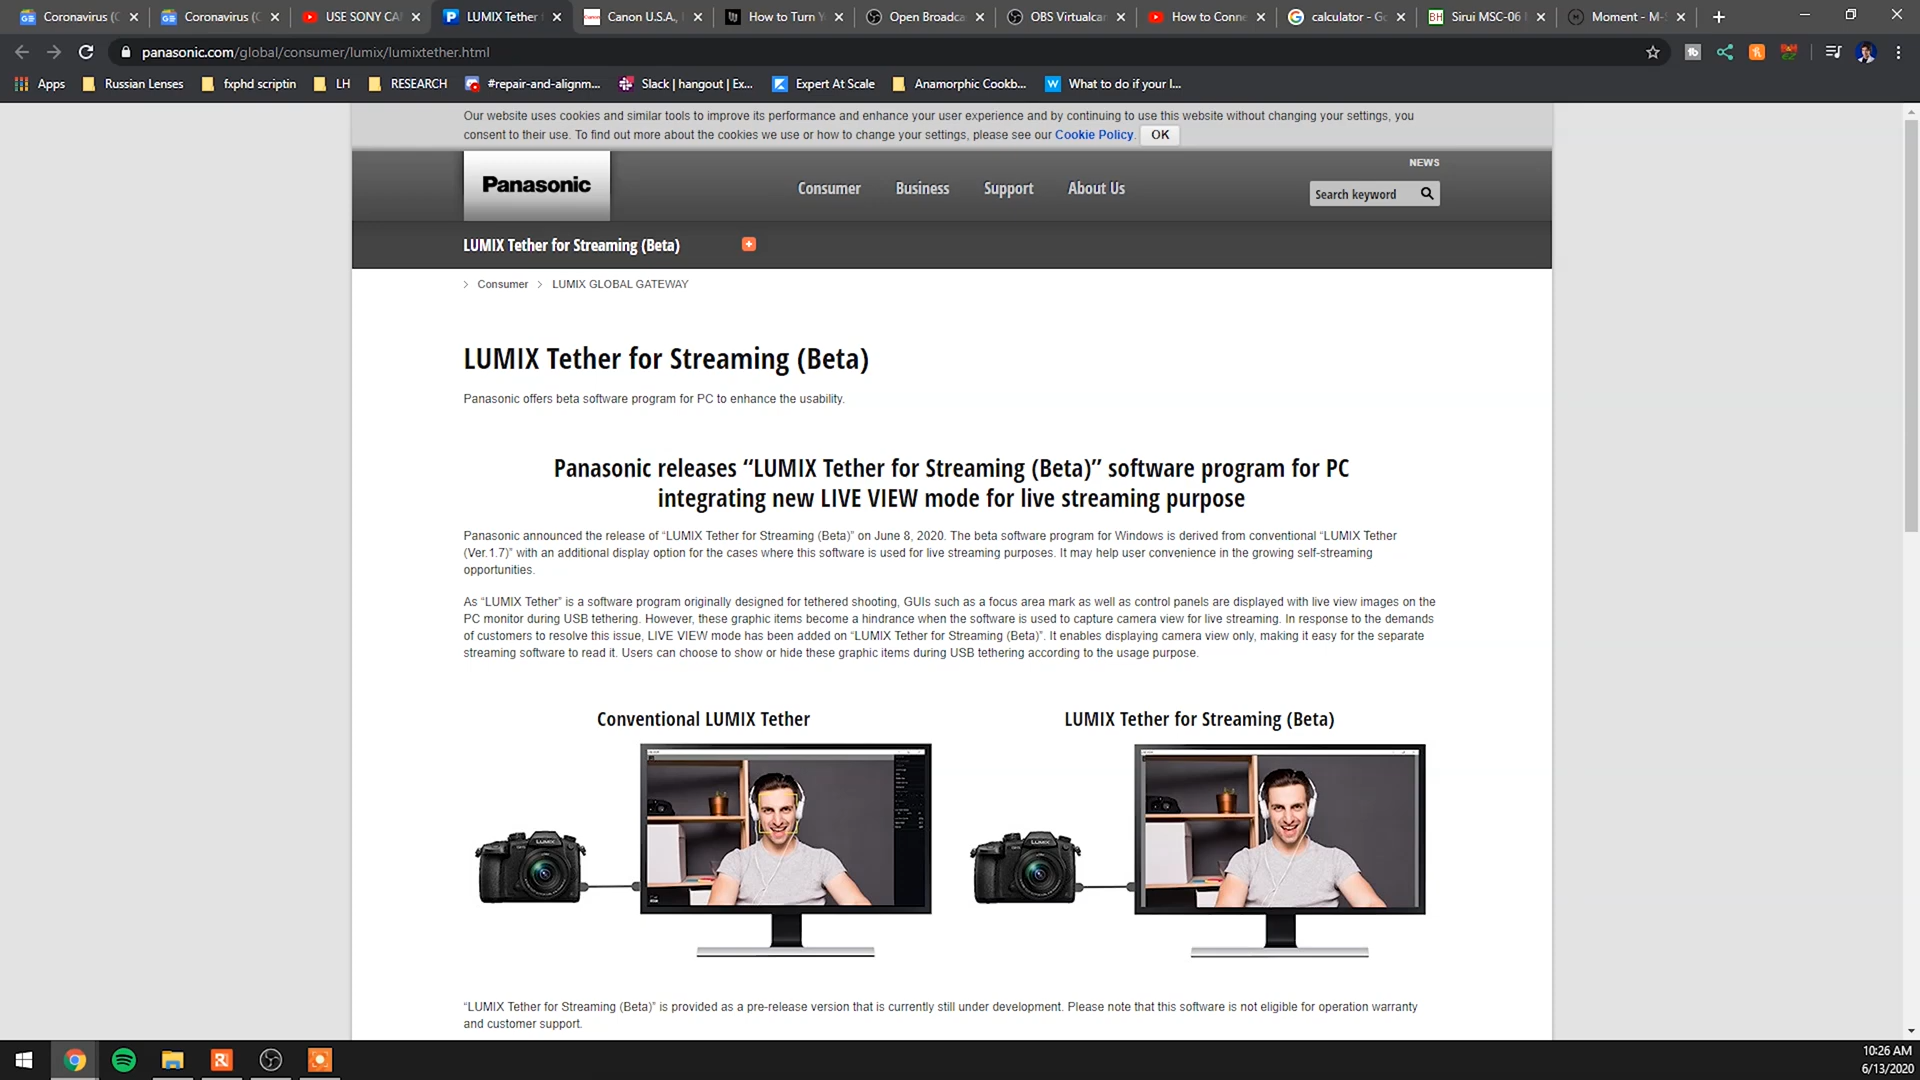 Coronavirus (C
Coronavirus (C
USE SONY CA
LUMIX Tether
Canon U.S.A.,
How to Turn Y
Open Broadca
OBS Virtualcar
How to Conne
calculator - Go
Sirui MSC-06
Moment - M-
panasonic.com/global/consumer/lumix/lumixtether.html
Apps
Russian Lenses
fxphd scriptin
LH
RESEARCH
#repair-and-alignm...
Slack | hangout | Ex...
Expert At Scale
Anamorphic Cookb...
What to do if your l...
Our website uses cookies and similar tools to improve its performance and enhance your user experience and by continuing to use this website without changing your settings, you
consent to their use. To find out more about the cookies we use or how to change your settings, please see our Cookie Policy. OK
NEWS
Panasonic
Consumer
Business
Support
About Us
Search keyword
LUMIX Tether for Streaming (Beta)
Consumer
LUMIX GLOBAL GATEWAY
LUMIX Tether for Streaming (Beta)
Panasonic offers beta software program for PC to enhance the usability.
Panasonic releases “LUMIX Tether for Streaming (Beta)” software program for PC
integrating new LIVE VIEW mode for live streaming purpose
Panasonic announced the release of “LUMIX Tether for Streaming (Beta)” on June 8, 2020. The beta software program for Windows is derived from conventional “LUMIX Tether
(Ver.1.7)” with an additional display option for the cases where this software is used for live streaming purposes. It may help user convenience in the growing self-streaming
opportunities.
As “LUMIX Tether” is a software program originally designed for tethered shooting, GUIs such as a focus area mark as well as control panels are displayed with live view images on the
PC monitor during USB tethering. However, these graphic items become a hindrance when the software is used to capture camera view for live streaming. In response to the demands
of customers to resolve this issue, LIVE VIEW mode has been added on “LUMIX Tether for Streaming (Beta)”. It enables displaying camera view only, making it easy for the separate
streaming software to read it. Users can choose to show or hide these graphic items during USB tethering according to the usage purpose.
Conventional LUMIX Tether
LUMIX Tether for Streaming (Beta)
LUMIX
LUMIX
“LUMIX Tether for Streaming (Beta)” is provided as a pre-release version that is currently still under development. Please note that this software is not eligible for operation warranty
and customer support.
10:26 AM
6/13/2020